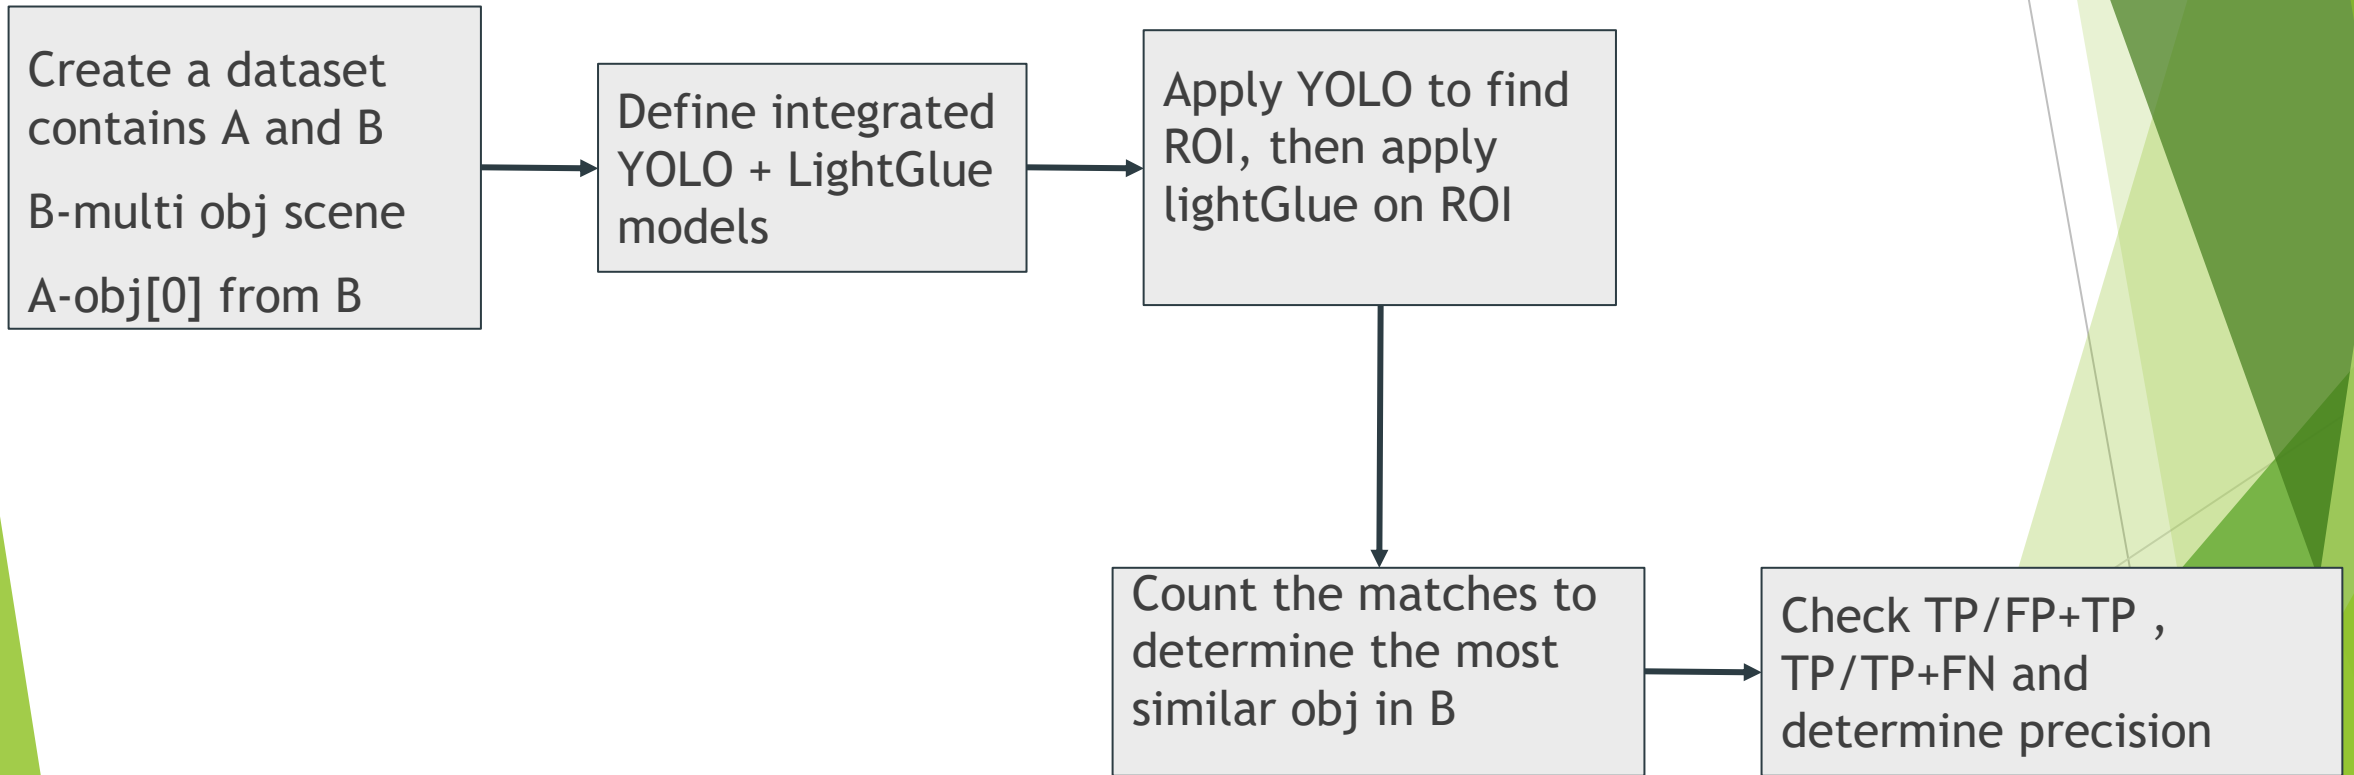 Create a dataset
contains A and B
B-multi obj scene
A-obj[0] from B
Define integrated
YOLO + LightGlue
models
Apply YOLO to find
ROI, then apply
lightGlue on ROI
Count the matches to
determine the most
similar obj in B
Check TP/FP+TP ,
TP/TP+FN and
determine precision